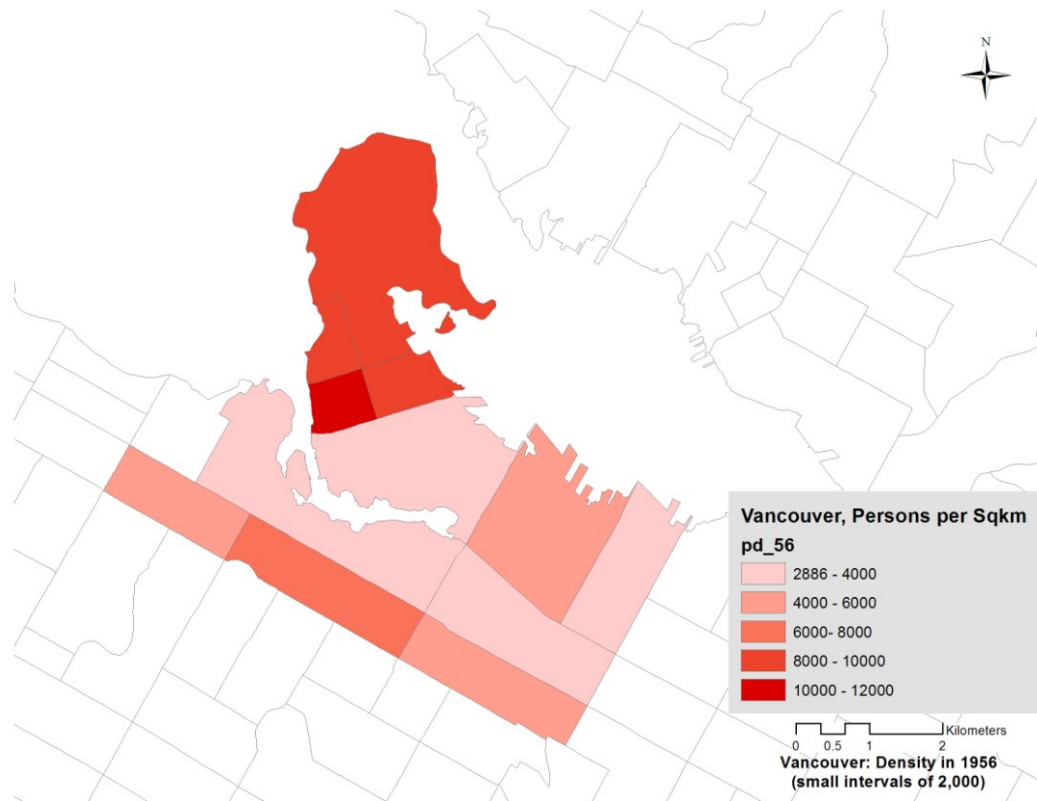 N
Vancouver, Persons per Sqkm
pd_56
2886 - 4000
4000 - 6000
6000- 8000
8000 - 10000
10000 - 12000
Kilometers
0 0.5 1 2
Vancouver: Density in 1956
(small intervals of 2,000)